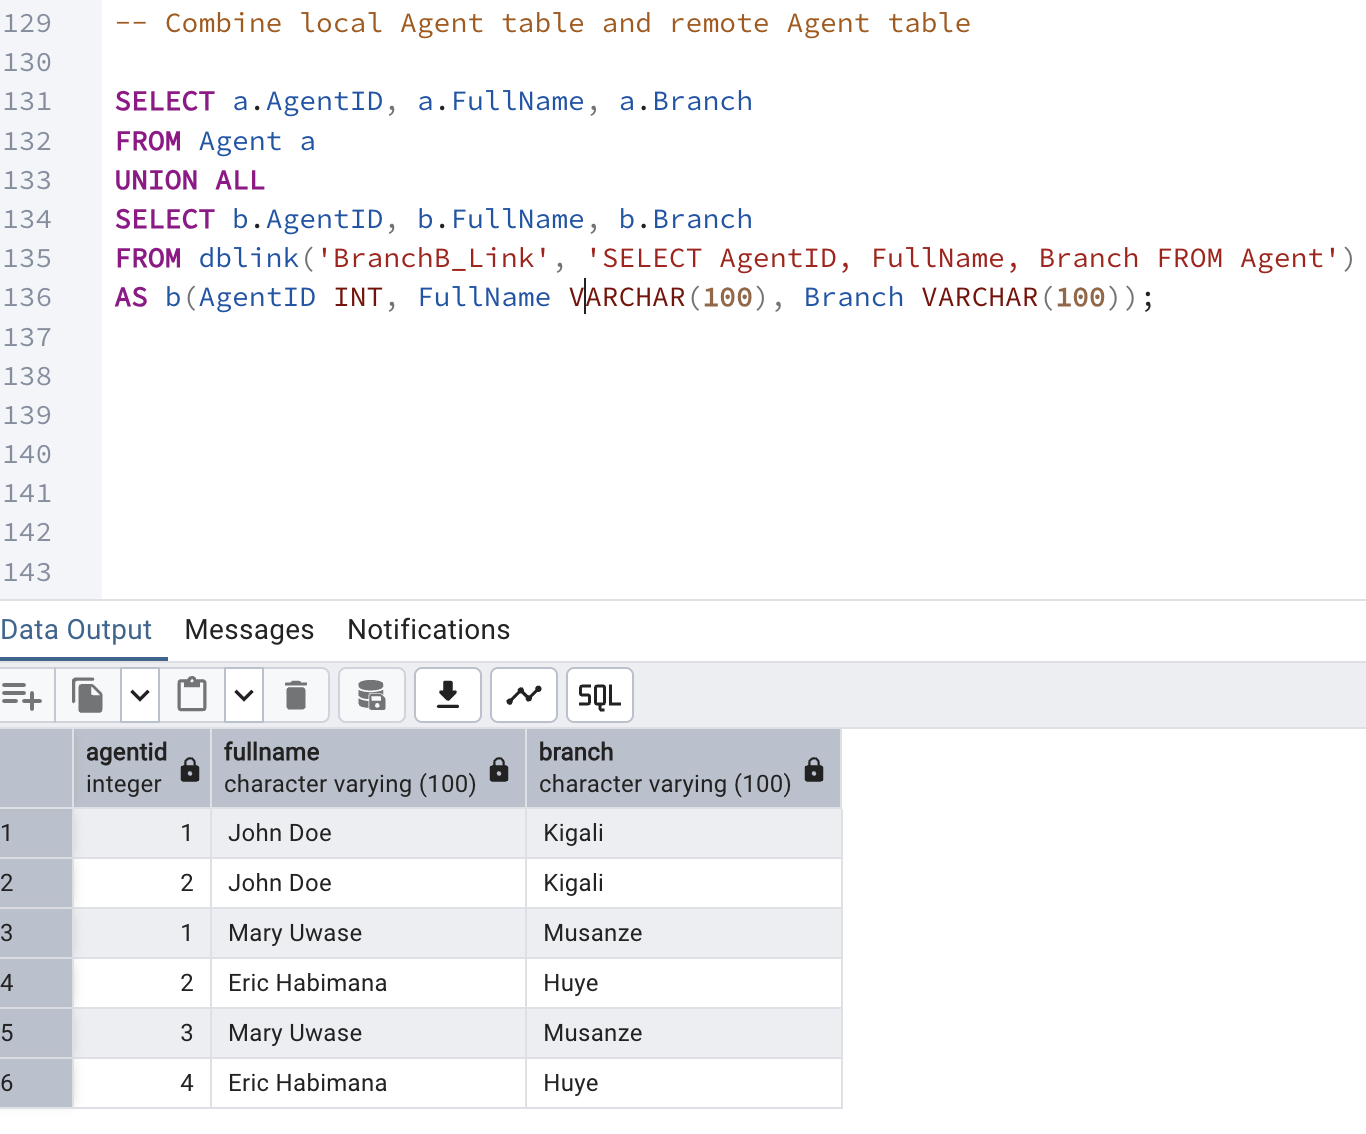 129 -- Combine local Agent table and remote Agent table
130
131 SELECT a.AgentID, a.FullName, a.Branch
132 FROM Agent a
133 UNION ALL
134 SELECT b.AgentID, b.FullName, b.Branch
135 FROM dblink('BranchB_Link', 'SELECT AgentID, FullName, Branch FROM Agent')
136 AS b(AgentID INT, FullName VARCHAR(100), Branch VARCHAR(100));
137
138
139
140
141
142
143
Data Output Messages Notifications
SQL
agentid fullname branch
integer character varying (100) character varying (100)
1 1 John Doe Kigali
2 2 John Doe Kigali
3 1 Mary Uwase Musanze
4 2 Eric Habimana Huye
5 3 Mary Uwase Musanze
6 4 Eric Habimana Huye